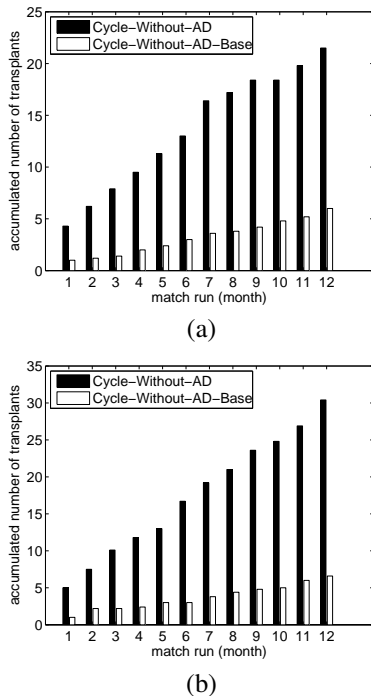 25
20
15
10
5
0
accumulated number of transplants
Cycle−Without−AD
Cycle−Without−AD−Base
1 2 3 4 5 6 7 8 9 10 11 12
match run (month)
(a)
35
30
25
20
15
10
5
0
accumulated number of transplants
Cycle−Without−AD
Cycle−Without−AD−Base
1 2 3 4 5 6 7 8 9 10 11 12
match run (month)
(b)